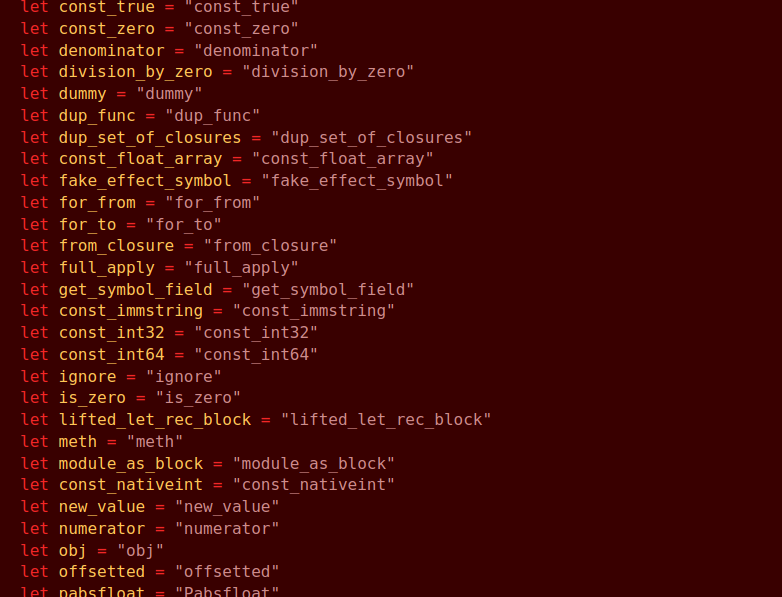 let const_true = "const_true"
let const_zero = "const_zero"
let denominator = "denominator"
let division_by_zero = "division_by_zero"
let dummy = "dummy"
let dup_func = "dup_func"
let dup_set_of_closures = "dup_set_of_closures"
let const_float_array = "const_float_array"
let fake_effect_symbol = "fake_effect_symbol"
let for_from = "for_from"
let for_to = "for_to"
let from_closure = "from_closure"
let full_apply = "full_apply"
let get_symbol_field = "get_symbol_field"
let const_immstring = "const_immstring"
let const_int32 = "const_int32"
let const_int64 = "const_int64"
let ignore = "ignore"
let is_zero = "is_zero"
let lifted_let_rec_block = "lifted_let_rec_block"
let meth = "meth"
let module_as_block = "module_as_block"
let const_nativeint = "const_nativeint"
let new_value = "new_value"
let numerator = "numerator"
let obj = "obj"
let offsetted = "offsetted"
let pabsfloat = "Pabsfloat"